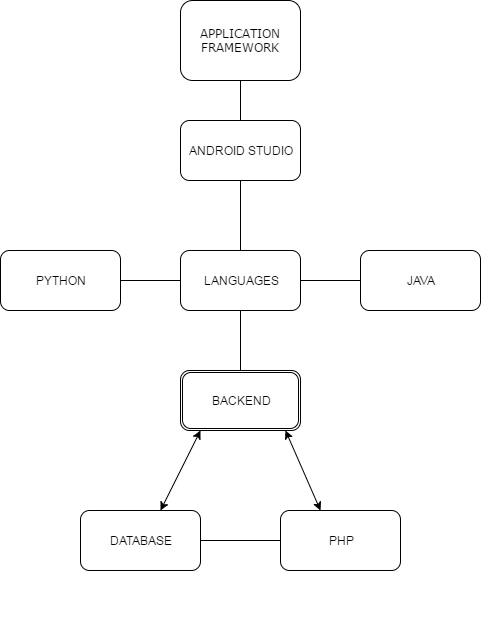 APPLICATION
FRAMEWORK
ANDROID STUDIO
PYTHON
LANGUAGES
JAVA
BACKEND
DATABASE
PHP